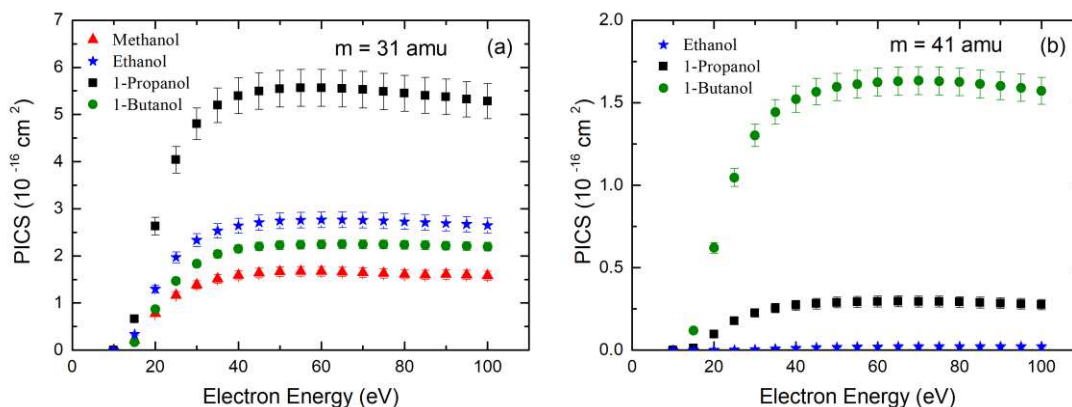 m = 31 amu
(a)
Methanol
Ethanol
1-Propanol
1-Butanol
PICS (10 -16 cm 2)
7
6
5
4
3
2
1
0
0 20 40 60 80 100
Electron Energy (eV)
m = 41 amu
(b)
Ethanol
1-Propanol
1-Butanol
PICS (10 -16 cm 2)
2.0
1.5
1.0
0.5
0.0
0 20 40 60 80 100
Electron Energy (eV)